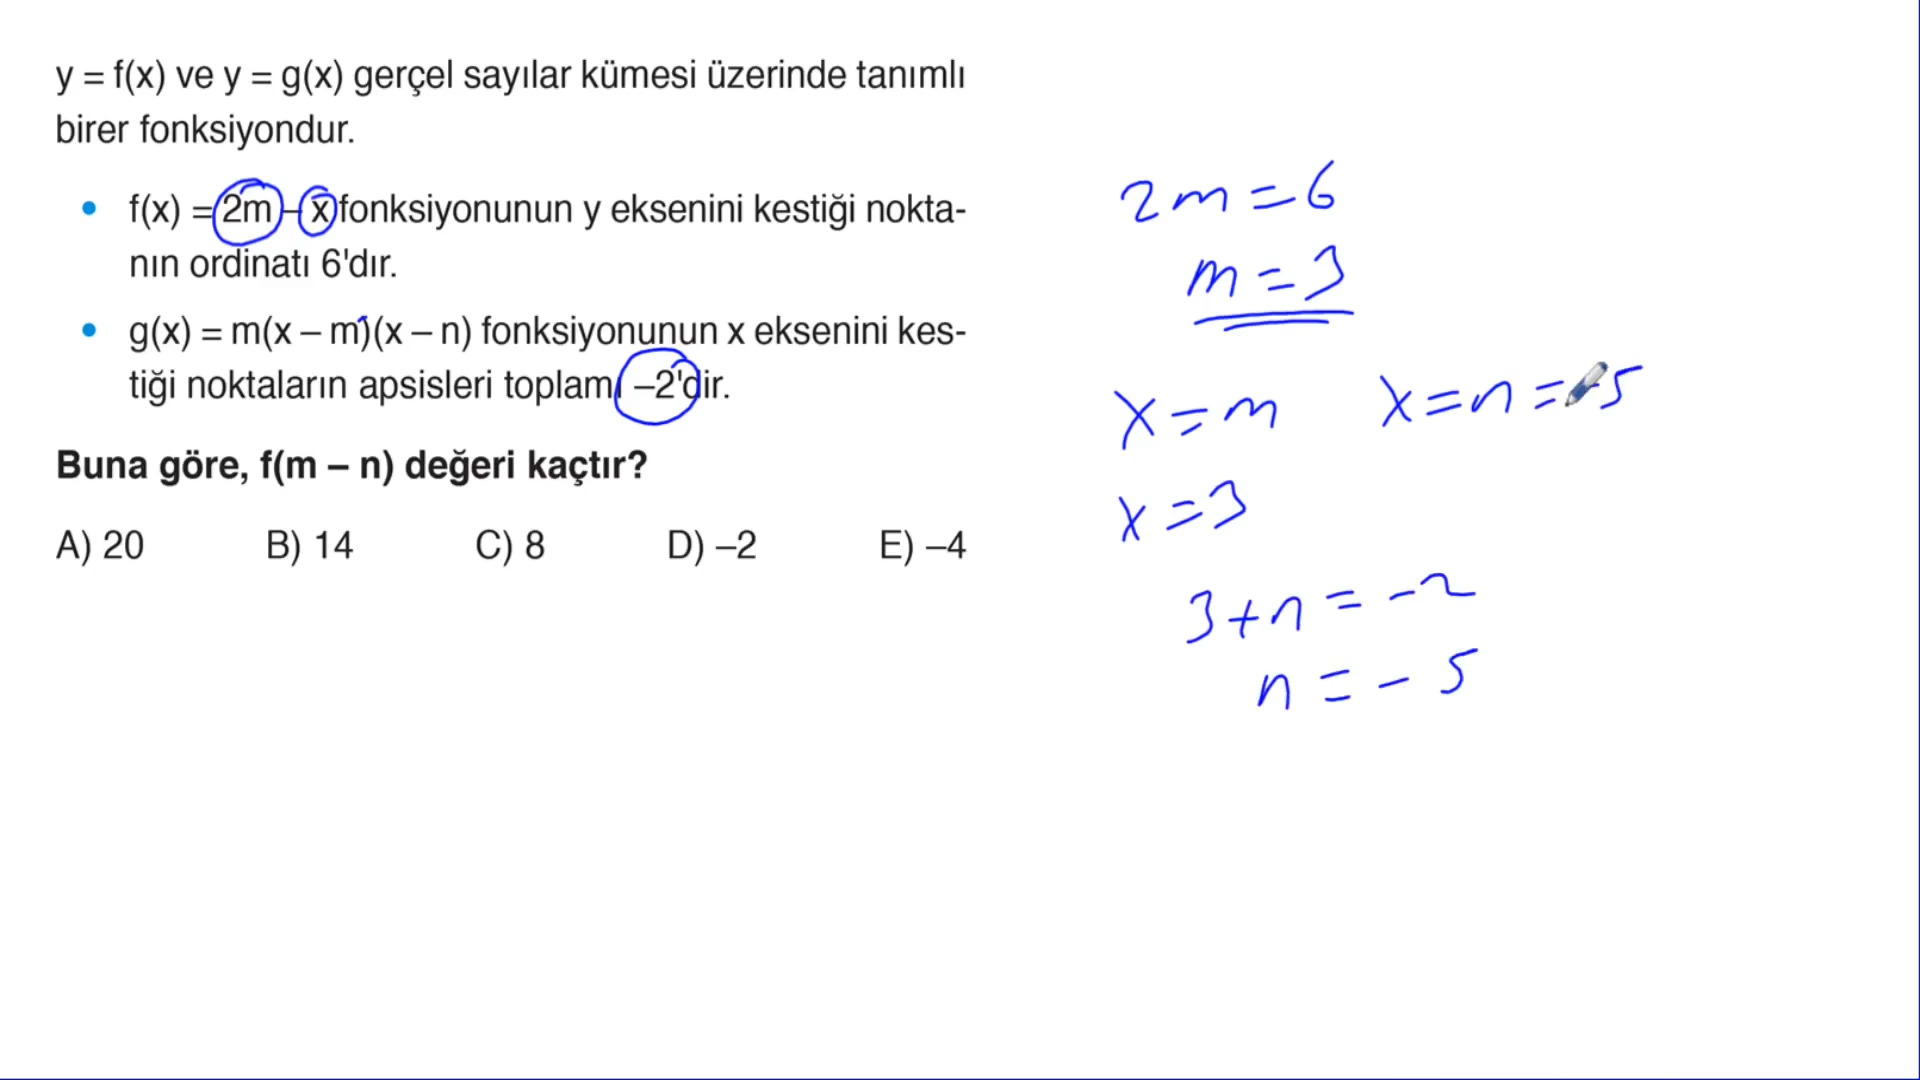 y = f(x) ve y = g(x) gerçel sayılar kümesi üzerinde tanımlı
birer fonksiyondur.
• f(x) = 2m – x fonksiyonunun y eksenini kestiği nokta-
nın ordinatı 6'dır.
• g(x) = m(x – m)(x – n) fonksiyonunun x eksenini kes-
tiği noktaların apsisleri toplamı –2'dir.
Buna göre, f(m – n) değeri kaçtır?
A) 20 B) 14 C) 8 D) –2 E) –4
2m = 6
m = 3
x = m x = n = -5
x = 3
3 + n = -2
n = - 5